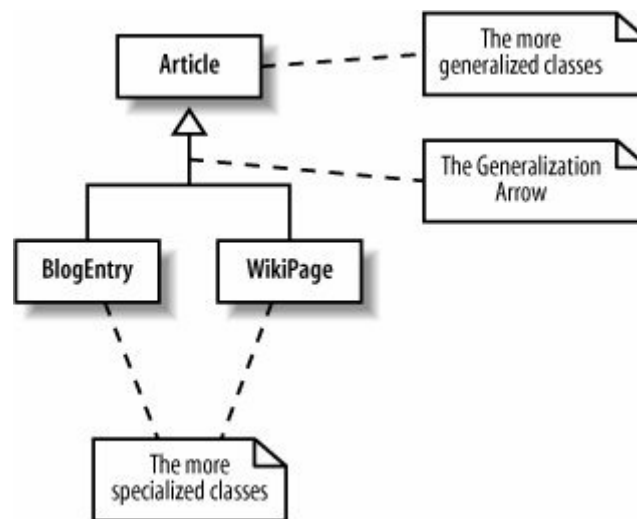 Article
The more
generalized classes
The Generalization
Arrow
BlogEntry
WikiPage
The more
specialized classes